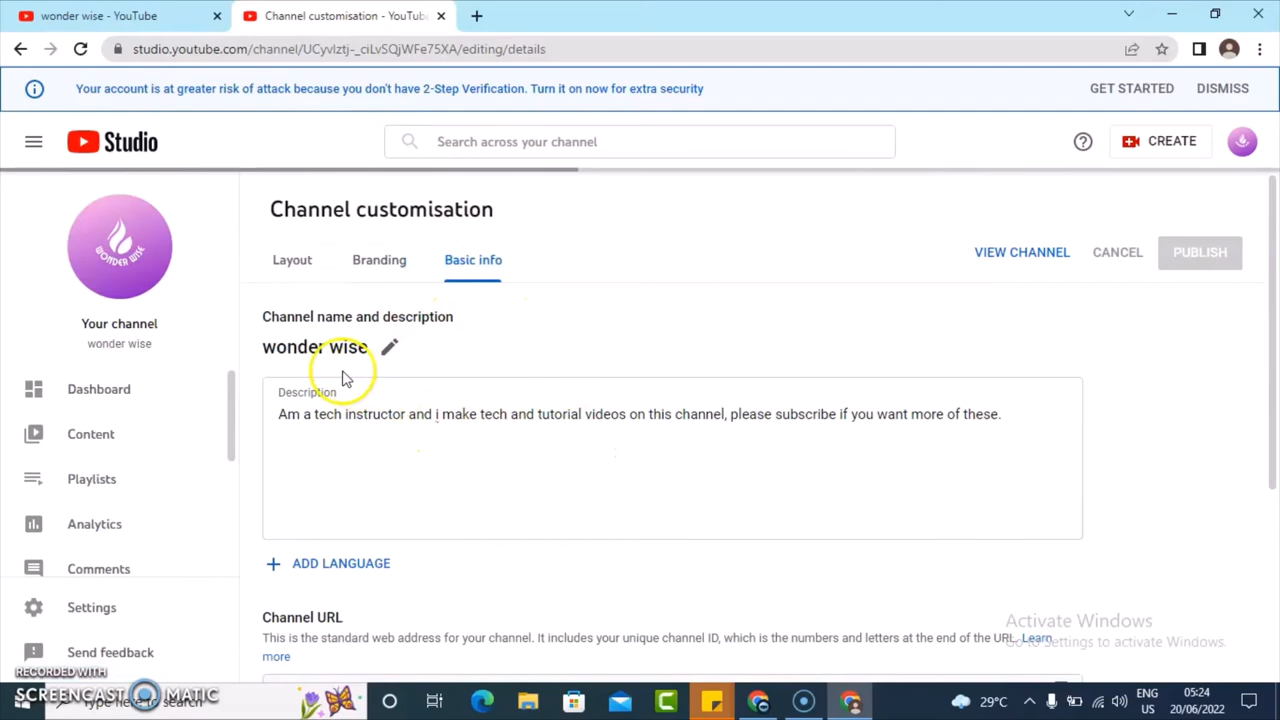 wonder wise - YouTube
Channel customisation - YouTube
studio.youtube.com/channel/UCyvlztj-_ciLvSQjWFe75XA/editing/details
Your account is at greater risk of attack because you don't have 2-Step Verification. Turn it on now for extra security
GET STARTED
DISMISS
Studio
Search across your channel
CREATE
WONDER WISE
Your channel
wonder wise
Dashboard
Content
Playlists
Analytics
Comments
Settings
Send feedback
Channel customisation
Layout
Branding
Basic info
VIEW CHANNEL
CANCEL
PUBLISH
Channel name and description
wonder wise
Description
Am a tech instructor and i make tech and tutorial videos on this channel, please subscribe if you want more of these.
ADD LANGUAGE
Channel URL
This is the standard web address for your channel. It includes your unique channel ID, which is the numbers and letters at the end of the URL. Learn
more
Activate Windows
Go to Settings to activate Windows.
RECORDED WITH
SCREENCAST MATIC
Type here to search
29°C
ENG
US
05:24
20/06/2022